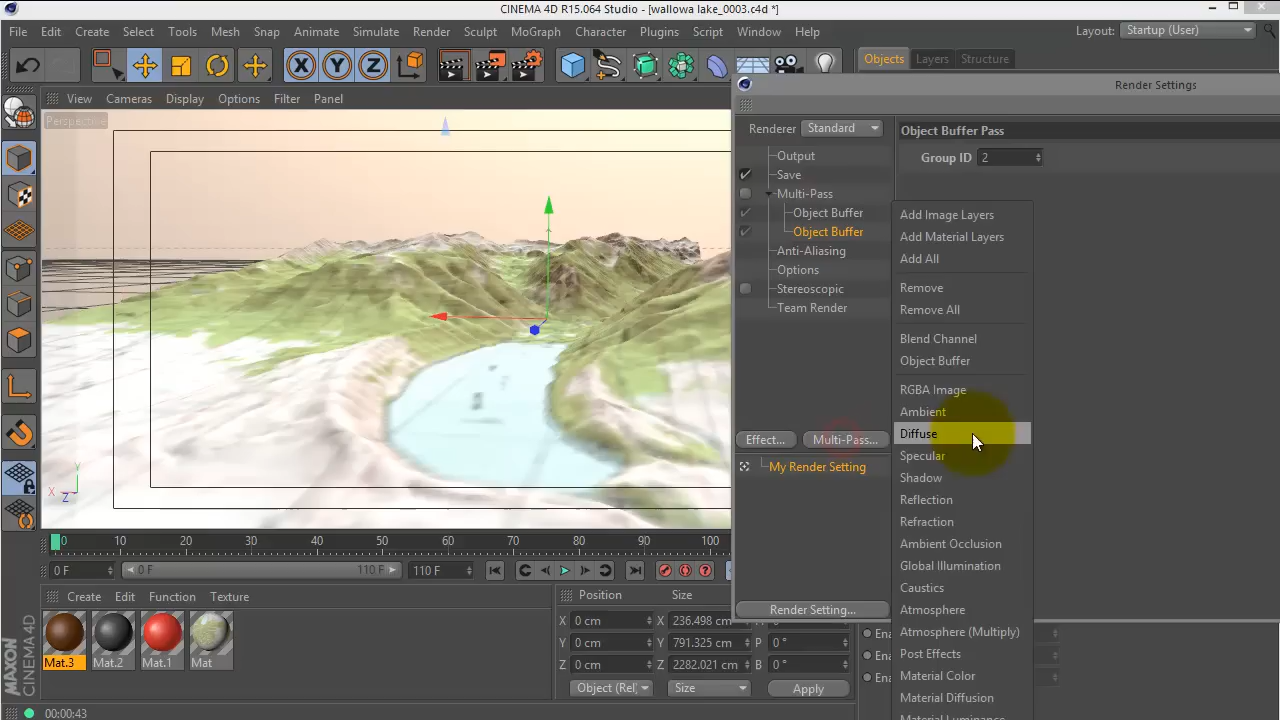 CINEMA 4D R15.064 Studio - [wallowa lake_0003.c4d *]
File Edit Create Select Tools Mesh Snap Animate Simulate Render Sculpt MoGraph Character Plugins Script Window Help
Layout: Startup (User)
X Y Z
Objects Layers Structure
View Cameras Display Options Filter Panel
Perspective
Render Settings
Renderer Standard
Output
Save
Multi-Pass
Object Buffer
Object Buffer
Anti-Aliasing
Options
Stereoscopic
Team Render
Object Buffer Pass
Group ID 2
Add Image Layers
Add Material Layers
Add All
Remove
Remove All
Blend Channel
Object Buffer
RGBA Image
Ambient
Diffuse
Specular
Shadow
Reflection
Refraction
Ambient Occlusion
Global Illumination
Caustics
Atmosphere
Atmosphere (Multiply)
Post Effects
Material Color
Material Diffusion
Material Luminance
Effect... Multi-Pass...
My Render Setting
Render Setting...
Y
X
Z
0 10 20 30 40 50 60 70 80 90 100
0 F 0 F 110 F 110 F
Create Edit Function Texture
Mat.3 Mat.2 Mat.1 Mat
Position Size
X 0 cm X 236.498 cm H 0 °
Y 0 cm Y 791.325 cm P 0 °
Z 0 cm Z 2282.021 cm B 0 °
Object (Rel) Size Apply
Ena
Ena
Ena
MAXON CINEMA 4D
00:00:43